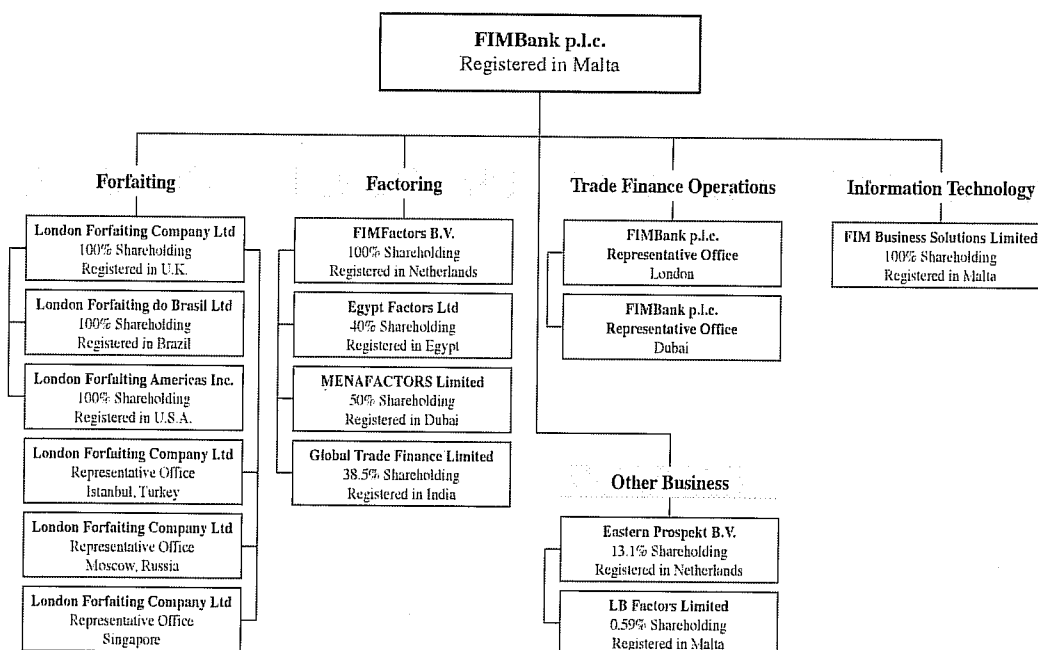 FIMBank p.l.c.
Registered in Malta
Forfaiting
London Forfaiting Company Ltd
100% Shareholding
Registered in U.K.
London Forfaiting do Brasil Ltd
100% Shareholding
Registered in Brazil
London Forfaiting Americas Inc.
100% Shareholding
Registered in U.S.A.
London Forfaiting Company Ltd
Representative Office
Istanbul, Turkey
London Forfaiting Company Ltd
Representative Office
Moscow, Russia
London Forfaiting Company Ltd
Representative Office
Singapore
Factoring
FIMFactors B.V.
100% Shareholding
Registered in Netherlands
Egypt Factors Ltd
40% Shareholding
Registered in Egypt
MENAFACTORS Limited
50% Shareholding
Registered in Dubai
Global Trade Finance Limited
38.5% Shareholding
Registered in India
Trade Finance Operations
FIMBank p.l.c.
Representative Office
London
FIMBank p.l.c.
Representative Office
Dubai
Other Business
Eastern Prospekt B.V.
13.1% Shareholding
Registered in Netherlands
LB Factors Limited
0.59% Shareholding
Registered in Malta
Information Technology
FIM Business Solutions Limited
100% Shareholding
Registered in Malta